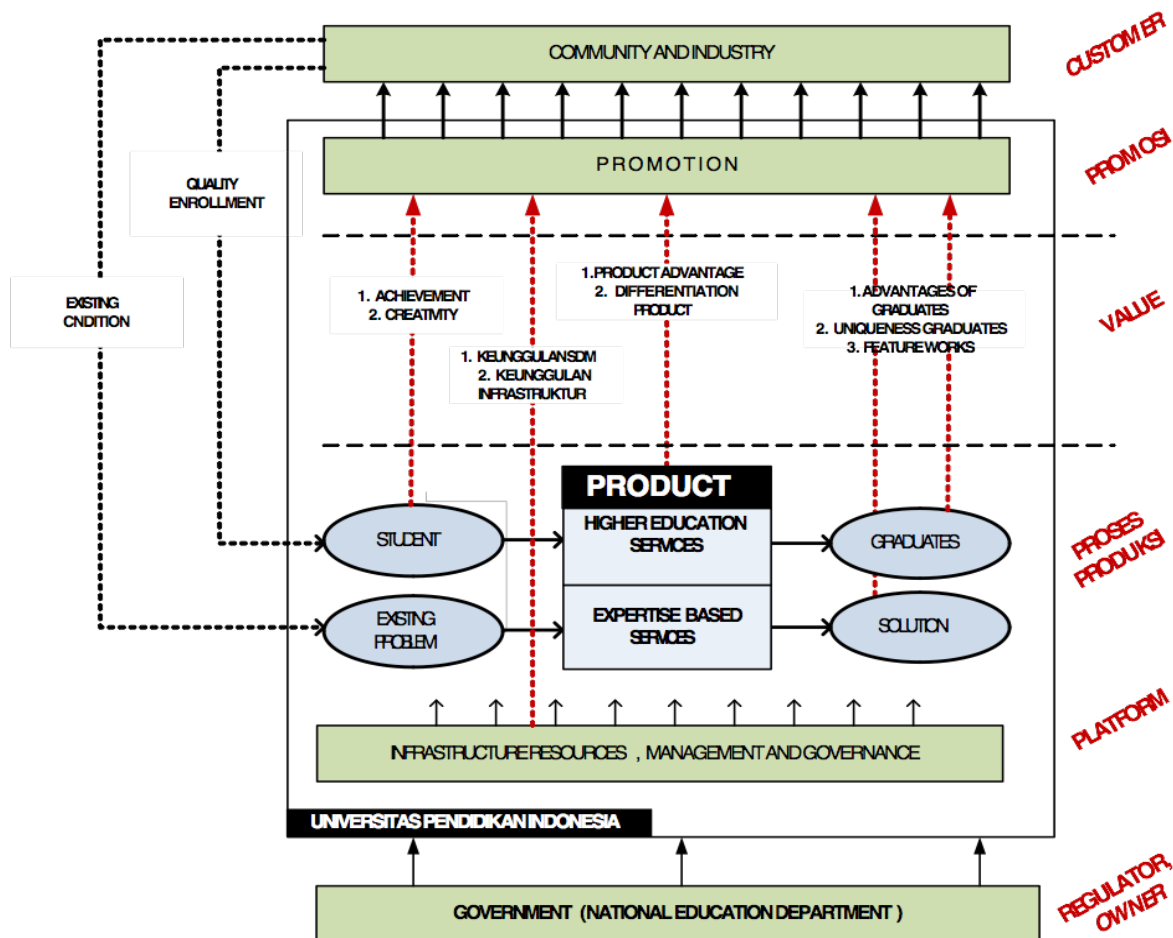 COMMUNITY AND INDUSTRY
CUSTOMER
PROMOTION
PROMOSI
QUALITY
ENROLLMENT
EXISTING
CNDITION
1. ACHIEVEMENT
2. CREATIVITY
1. KEUNGGULAN SDM
2. KEUNGGULAN
INFRASTRUKTUR
1.PRODUCT ADVANTAGE
2. DIFFERENTIATION
PRODUCT
1. ADVANTAGES OF
GRADUATES
2. UNIQUENESS GRADUATES
3. FEATURE WORKS
VALUE
PRODUCT
STUDENT
HIGHER EDUCATION
SERVICES
GRADUATES
PROSES
PRODUKSI
EXISTING
PROBLEM
EXPERTISE BASED
SERVICES
SOLUTION
INFRASTRUCTURE RESOURCES , MANAGEMENT AND GOVERNANCE
PLATFORM
UNIVERSITAS PENDIDIKAN INDONESIA
GOVERNMENT (NATIONAL EDUCATION DEPARTMENT )
REGULATOR,
OWNER